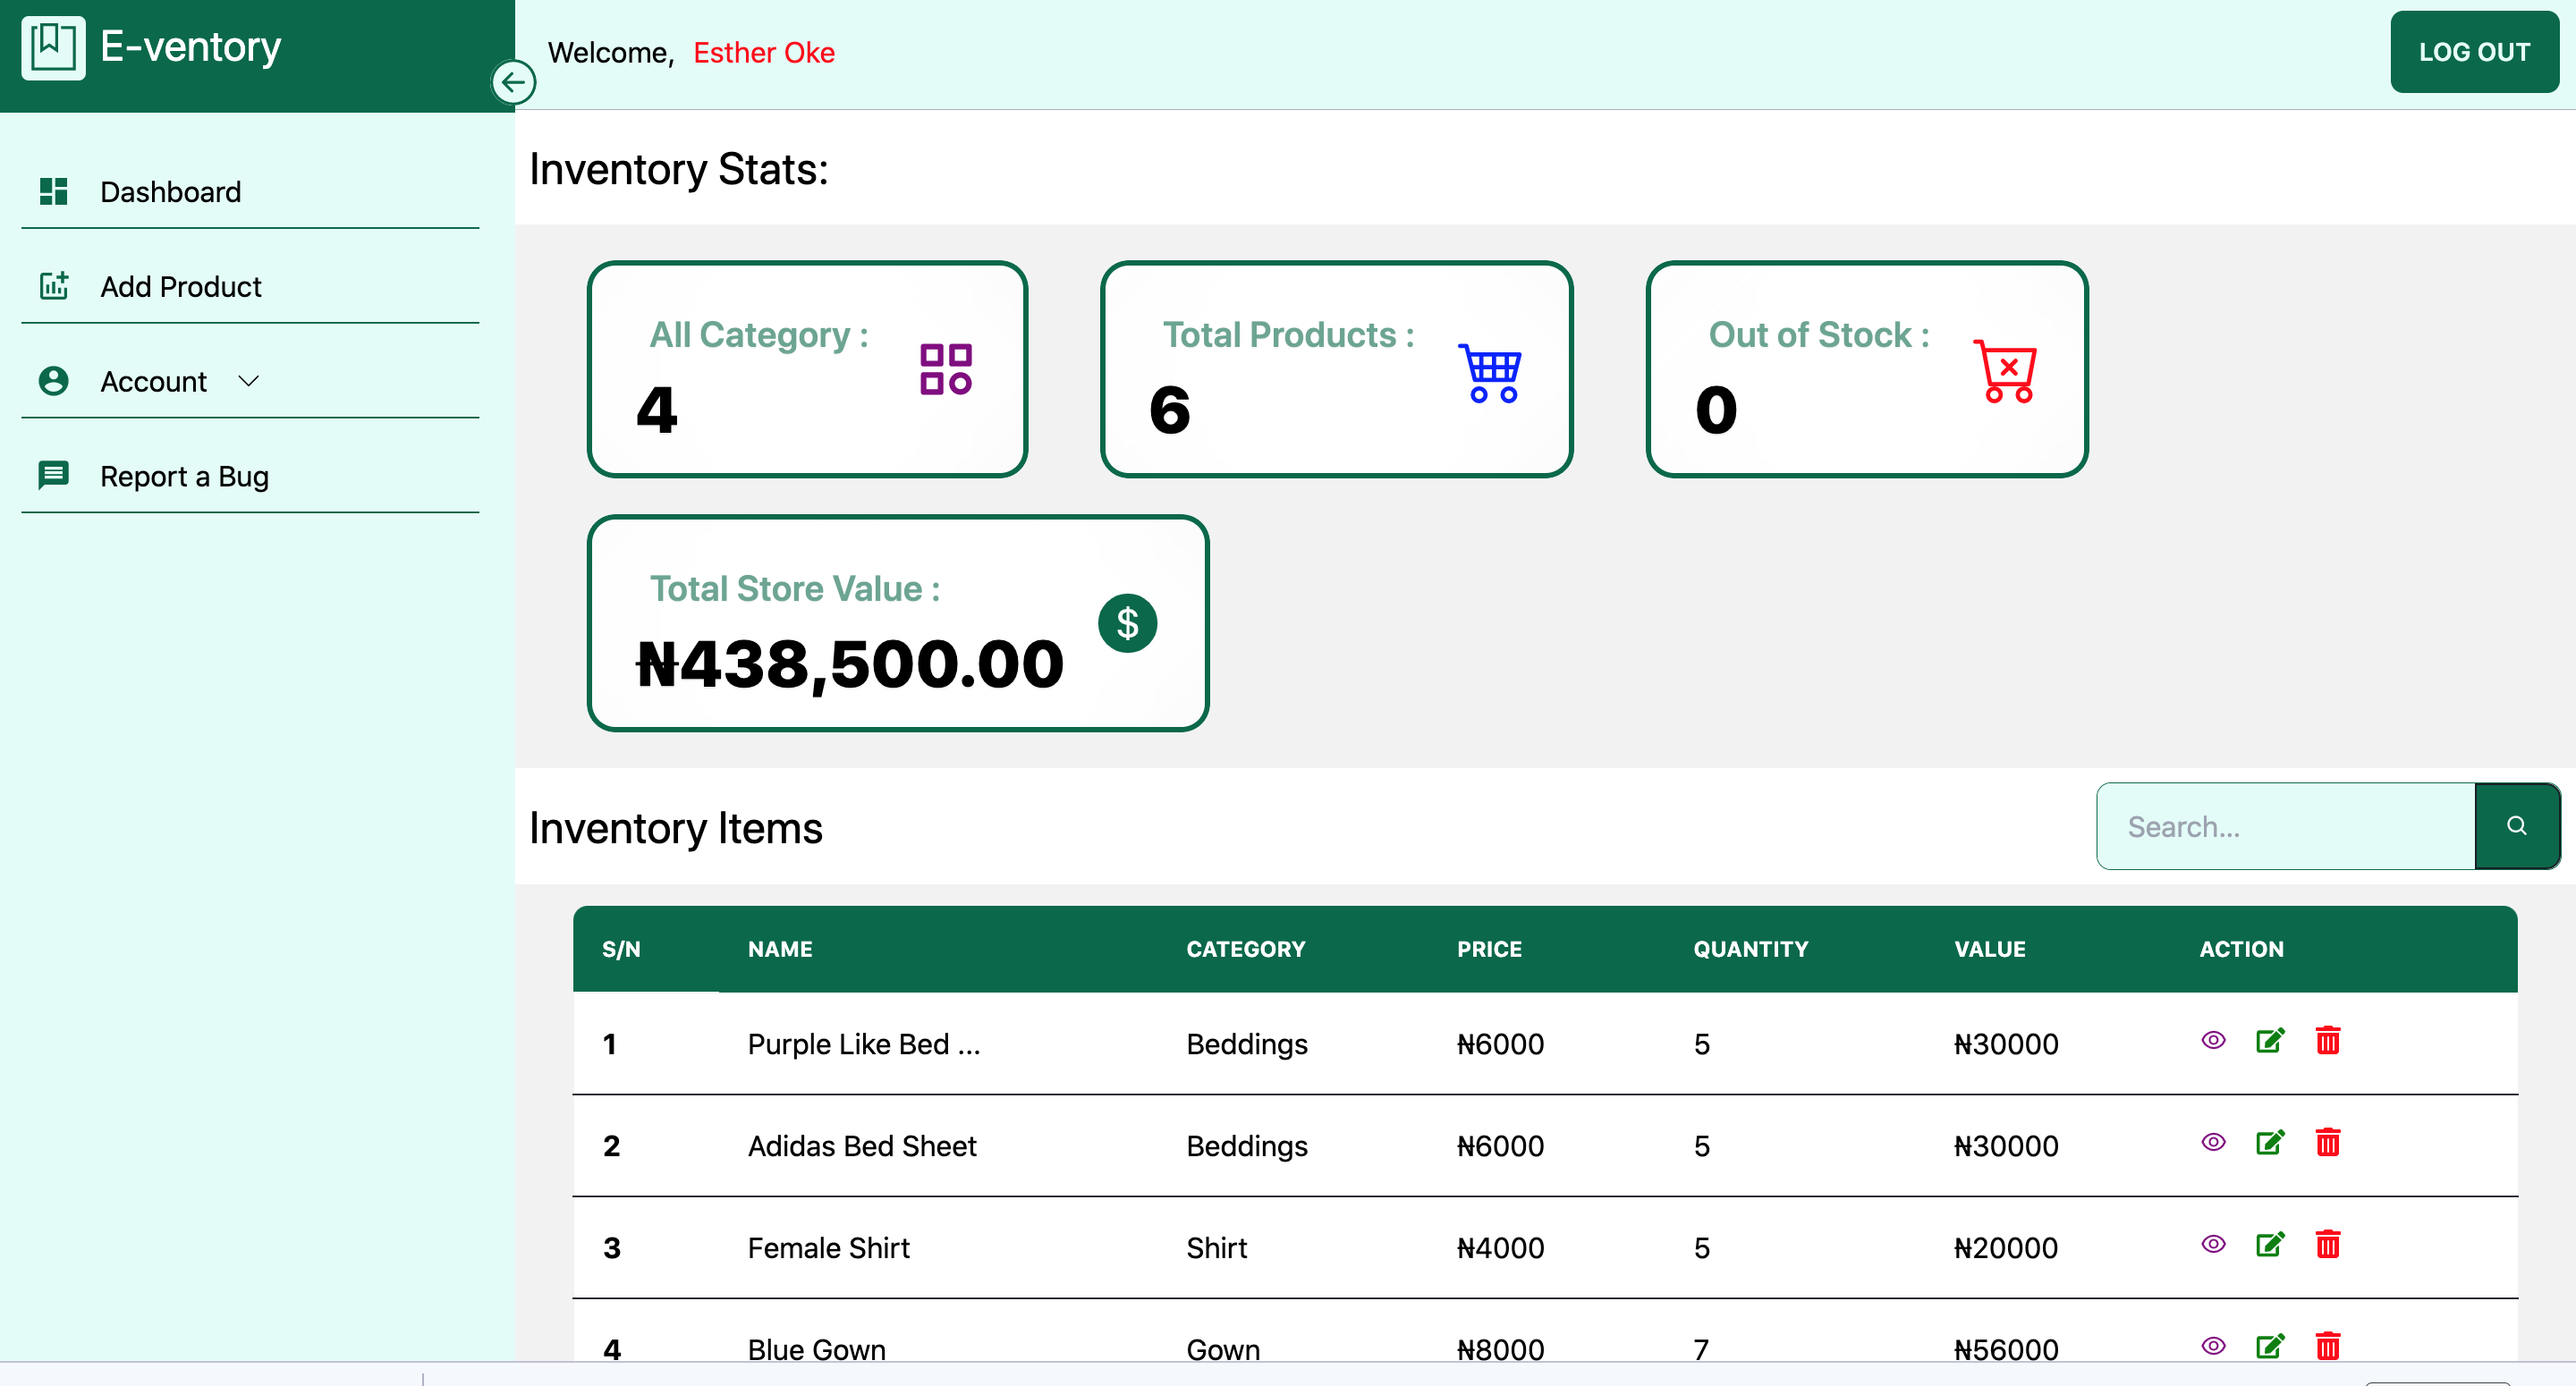 E-ventory
Welcome, Esther Oke
LOG OUT
Dashboard
Add Product
Account
Report a Bug
Inventory Stats:
All Category :
4
Total Products :
6
Out of Stock :
0
Total Store Value :
₦438,500.00
$
Inventory Items
Search...
S/N NAME CATEGORY PRICE QUANTITY VALUE ACTION
1 Purple Like Bed ... Beddings ₦6000 5 ₦30000
2 Adidas Bed Sheet Beddings ₦6000 5 ₦30000
3 Female Shirt Shirt ₦4000 5 ₦20000
4 Blue Gown Gown ₦8000 7 ₦56000